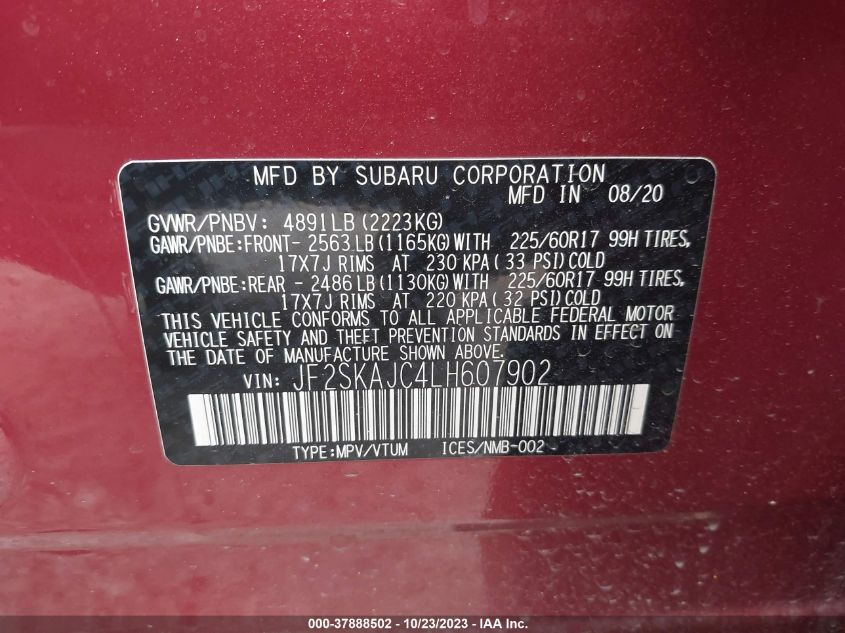 MFD BY SUBARU CORPORATION
MFD IN 08/20
GVWR/PNBV: 4891LB (2223KG)
GAWR/PNBE:FRONT- 2563LB (1165KG) WITH 225/60R17 99H TIRES,
17X7J RIMS AT 230 KPA( 33 PSI) COLD
GAWR/PNBE:REAR - 2486LB (1130KG) WITH 225/60R17 99H TIRES,
17X7J RIMS AT 220 KPA( 32 PSI) COLD
THIS VEHICLE CONFORMS TO ALL APPLICABLE FEDERAL MOTOR
VEHICLE SAFETY AND THEFT PREVENTION STANDARDS IN EFFECT ON
THE DATE OF MANUFACTURE SHOWN ABOVE.
VIN: JF2SKAJC4LH607902
TYPE:MPV/VTUM ICES/NMB-002
000-37888502 - 10/23/2023 - IAA Inc.